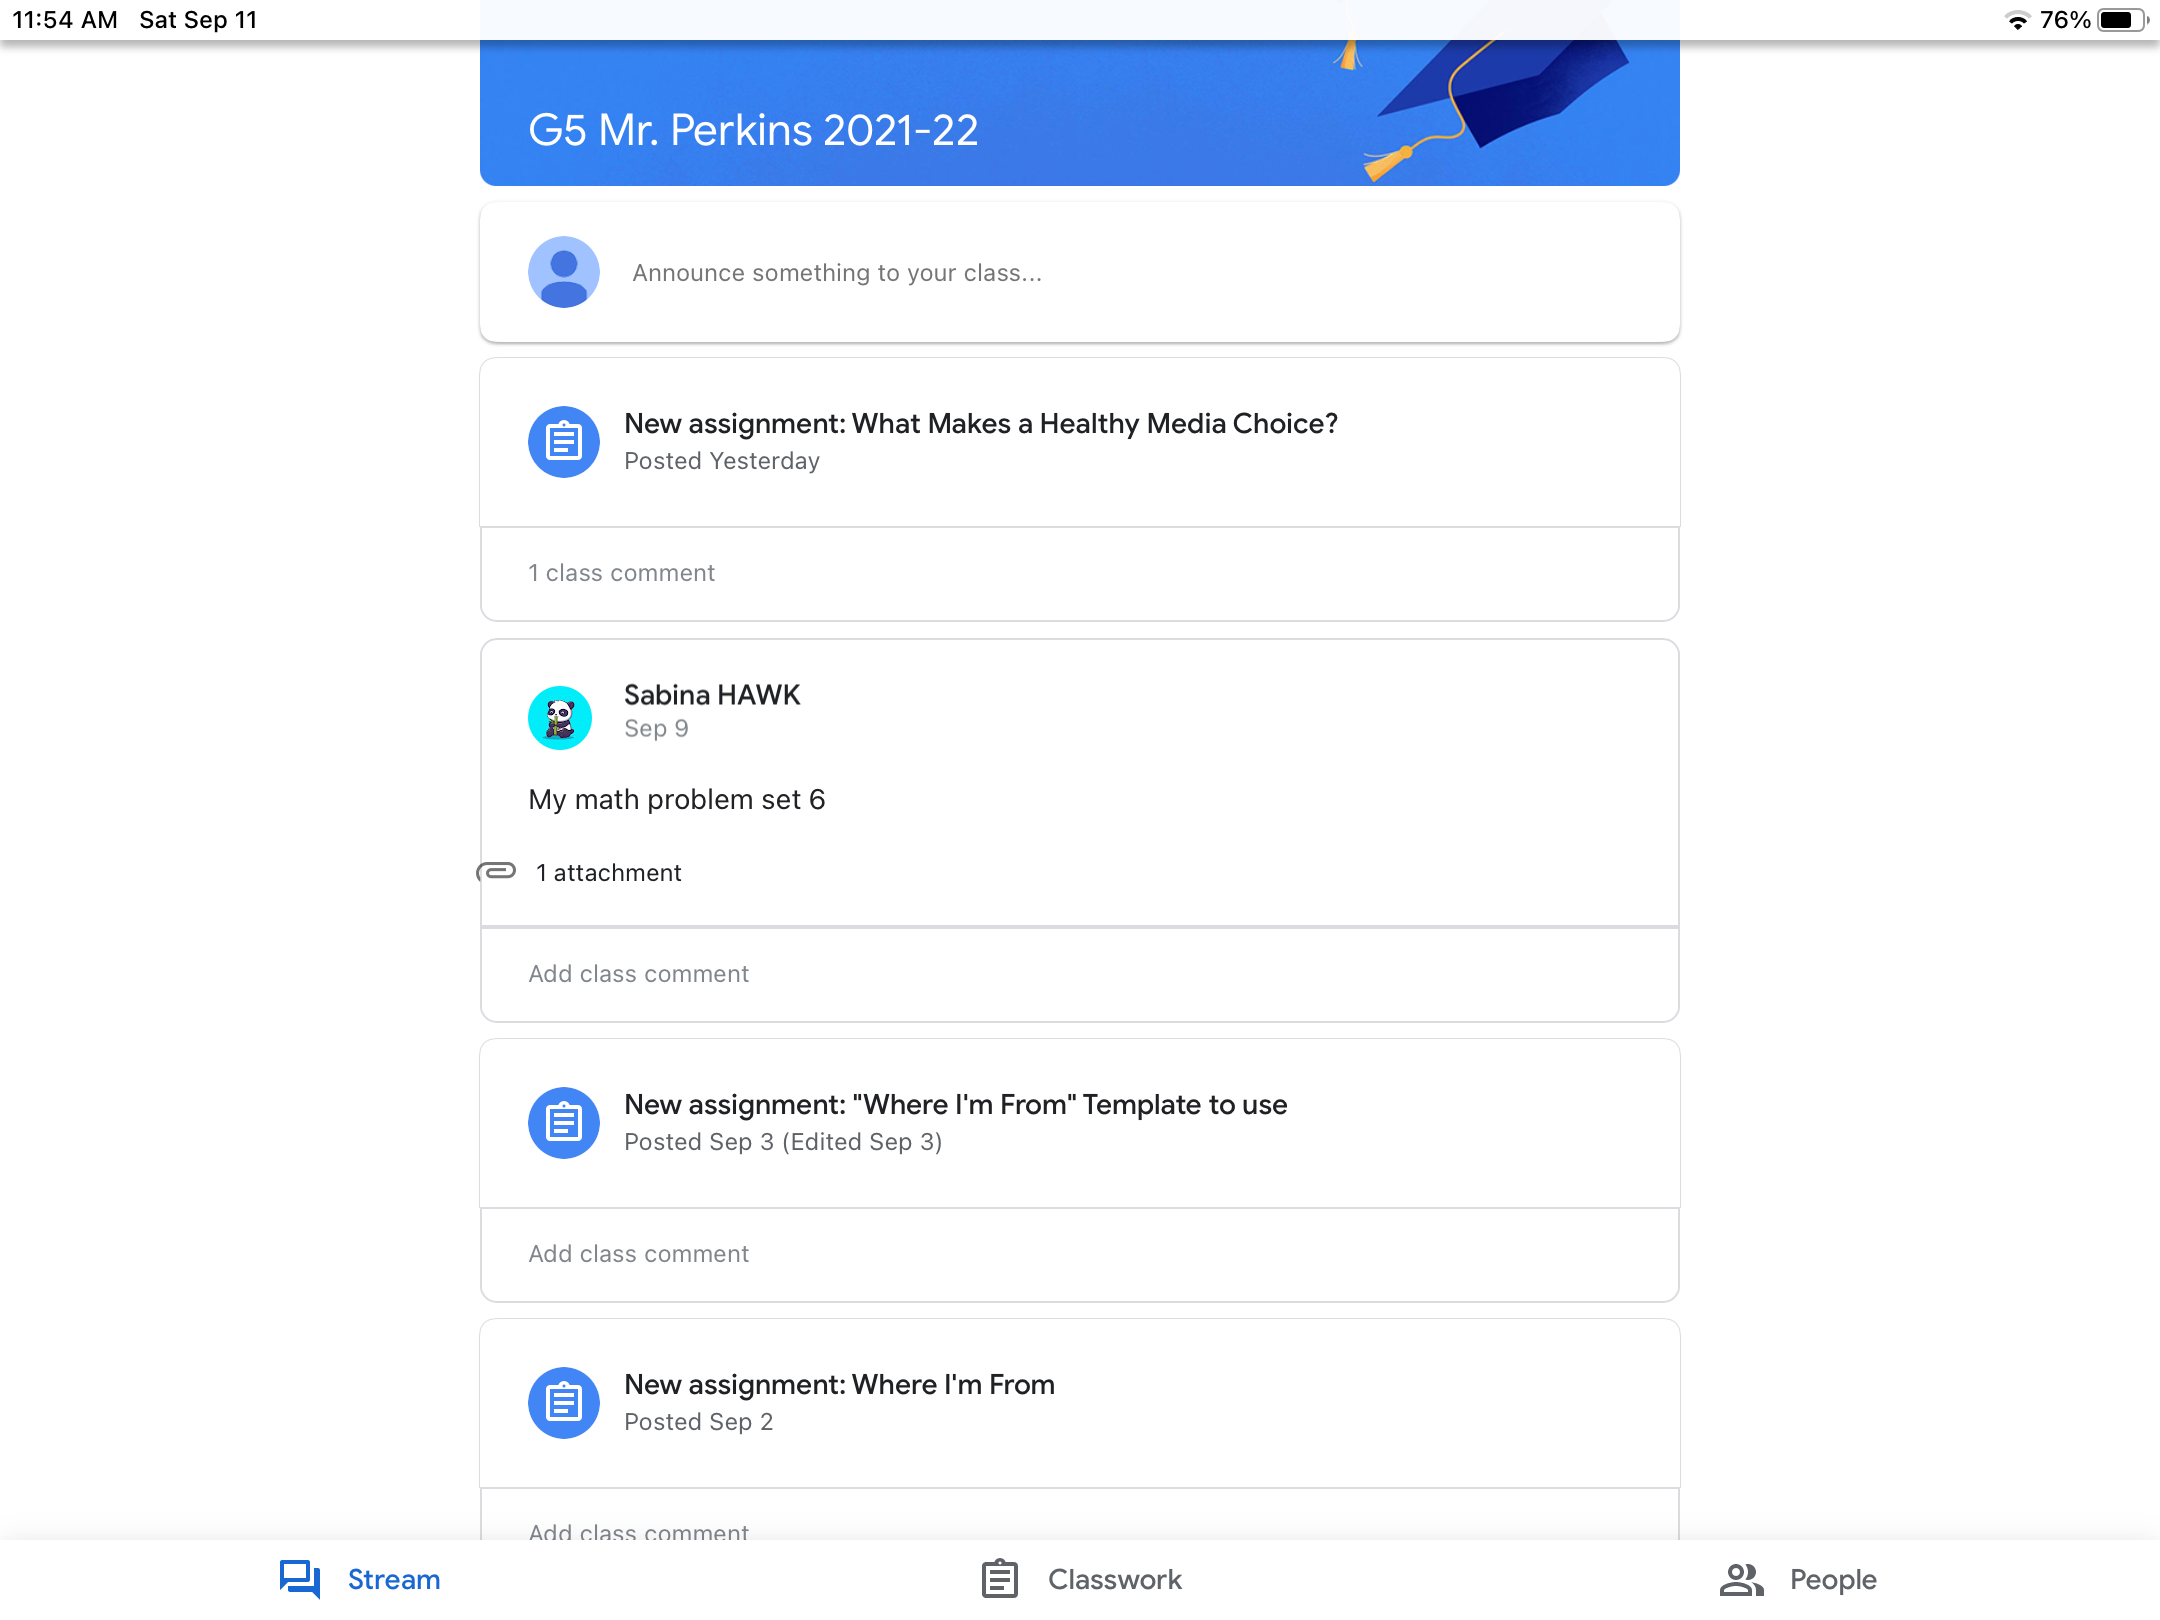 11:54 AM Sat Sep 11
76%
G5 Mr. Perkins 2021-22
Announce something to your class...
New assignment: What Makes a Healthy Media Choice?
Posted Yesterday
1 class comment
Sabina HAWK
Sep 9
My math problem set 6
1 attachment
Add class comment
New assignment: "Where I'm From" Template to use
Posted Sep 3 (Edited Sep 3)
Add class comment
New assignment: Where I'm From
Posted Sep 2
Add class comment
Stream
Classwork
People